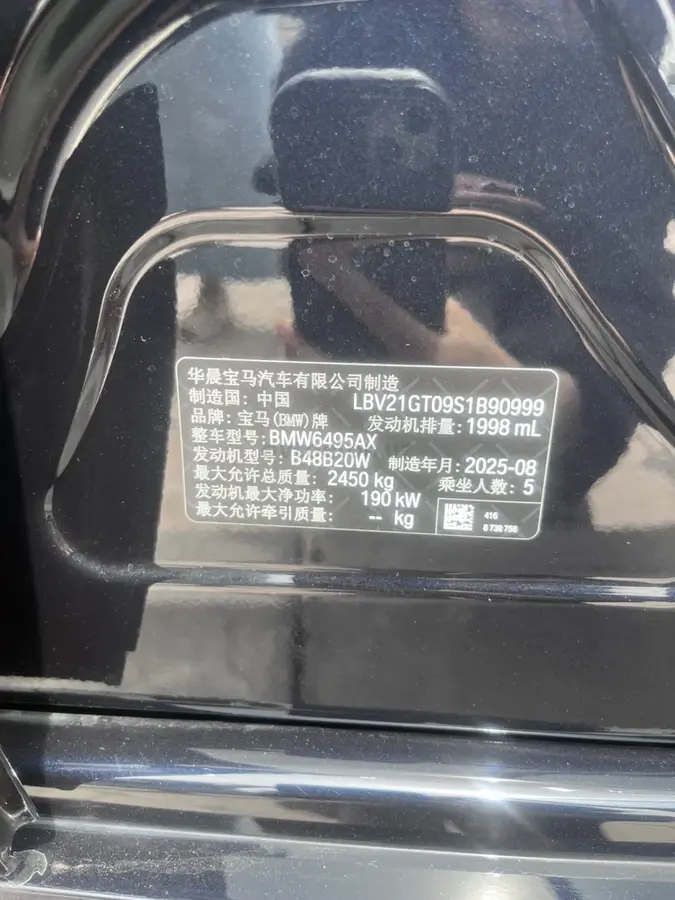 华晨宝马汽车有限公司制造
制造国：中国 LBV21GT09S1B90999
品牌：宝马(BMW)牌 发动机排量：1998 mL
整车型号：BMW6495AX
发动机型号：B48B20W 制造年月：2025-08
最大允许总质量：2450 kg 乘坐人数：5
发动机最大净功率：190 kW
最大允许牵引质量：-- kg
416
0738756